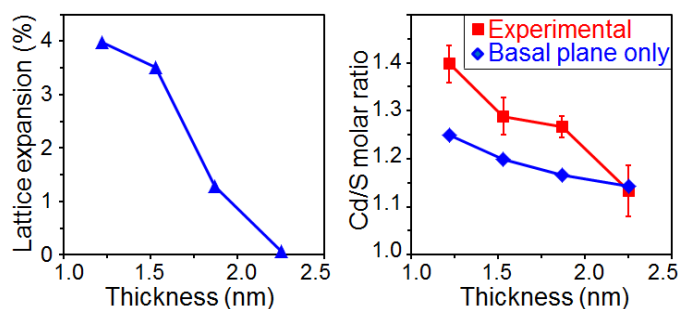 Lattice expansion (%)
4
3
2
1
0
1.0 1.5 2.0 2.5
Thickness (nm)
Experimental
Basal plane only
Cd/S molar ratio
1.4
1.3
1.2
1.1
1.0
1.0 1.5 2.0 2.5
Thickness (nm)